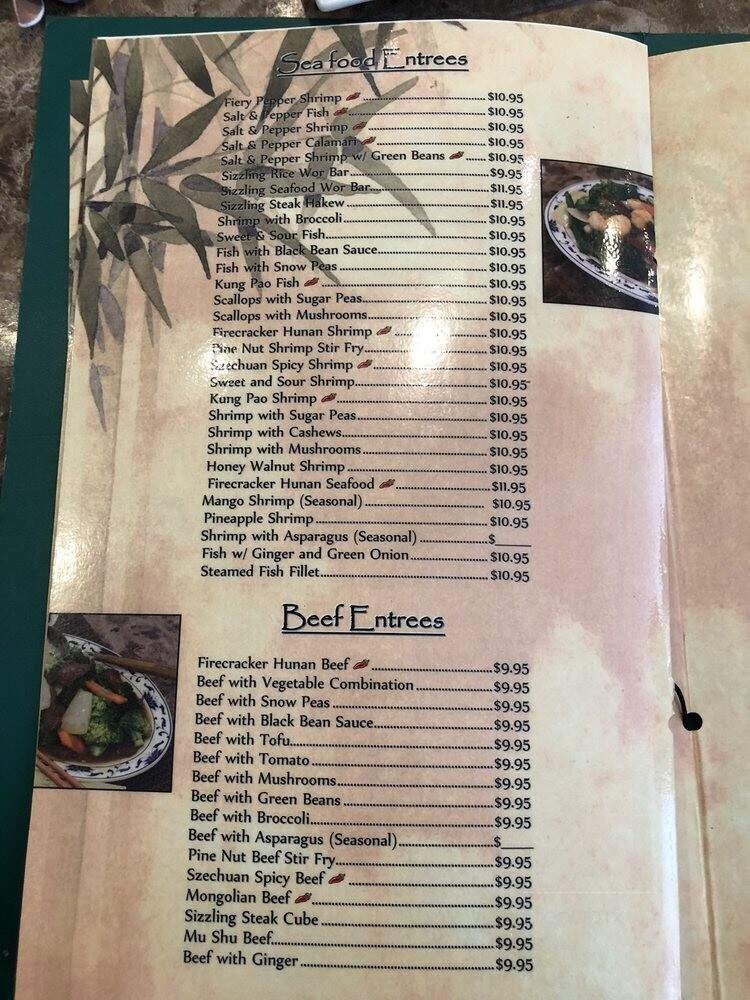 Seafood Entrees
Fiery Pepper Shrimp $10.95
Salt & Pepper Fish $10.95
Salt & Pepper Shrimp $10.95
Salt & Pepper Calamari $10.95
Salt & Pepper Shrimp w/ Green Beans $10.95
Sizzling Rice Wor Bar $9.95
Sizzling Seafood Wor Bar $11.95
Sizzling Steak Hakew $11.95
Shrimp with Broccoli $10.95
Sweet & Sour Fish $10.95
Fish with Black Bean Sauce $10.95
Fish with Snow Peas $10.95
Kung Pao Fish $10.95
Scallops with Sugar Peas $10.95
Scallops with Mushrooms $10.95
Firecracker Hunan Shrimp $10.95
Pine Nut Shrimp Stir Fry $10.95
Szechuan Spicy Shrimp $10.95
Sweet and Sour Shrimp $10.95
Kung Pao Shrimp $10.95
Shrimp with Sugar Peas $10.95
Shrimp with Cashews $10.95
Shrimp with Mushrooms $10.95
Honey Walnut Shrimp $10.95
Firecracker Hunan Seafood $11.95
Mango Shrimp (Seasonal) $10.95
Pineapple Shrimp $10.95
Shrimp with Asparagus (Seasonal) $____
Fish w/ Ginger and Green Onion $10.95
Steamed Fish Fillet $10.95
Beef Entrees
Firecracker Hunan Beef $9.95
Beef with Vegetable Combination $9.95
Beef with Snow Peas $9.95
Beef with Black Bean Sauce $9.95
Beef with Tofu $9.95
Beef with Tomato $9.95
Beef with Mushrooms $9.95
Beef with Green Beans $9.95
Beef with Broccoli $9.95
Beef with Asparagus (Seasonal) $____
Pine Nut Beef Stir Fry $9.95
Szechuan Spicy Beef $9.95
Mongolian Beef $9.95
Sizzling Steak Cube $9.95
Mu Shu Beef $9.95
Beef with Ginger $9.95